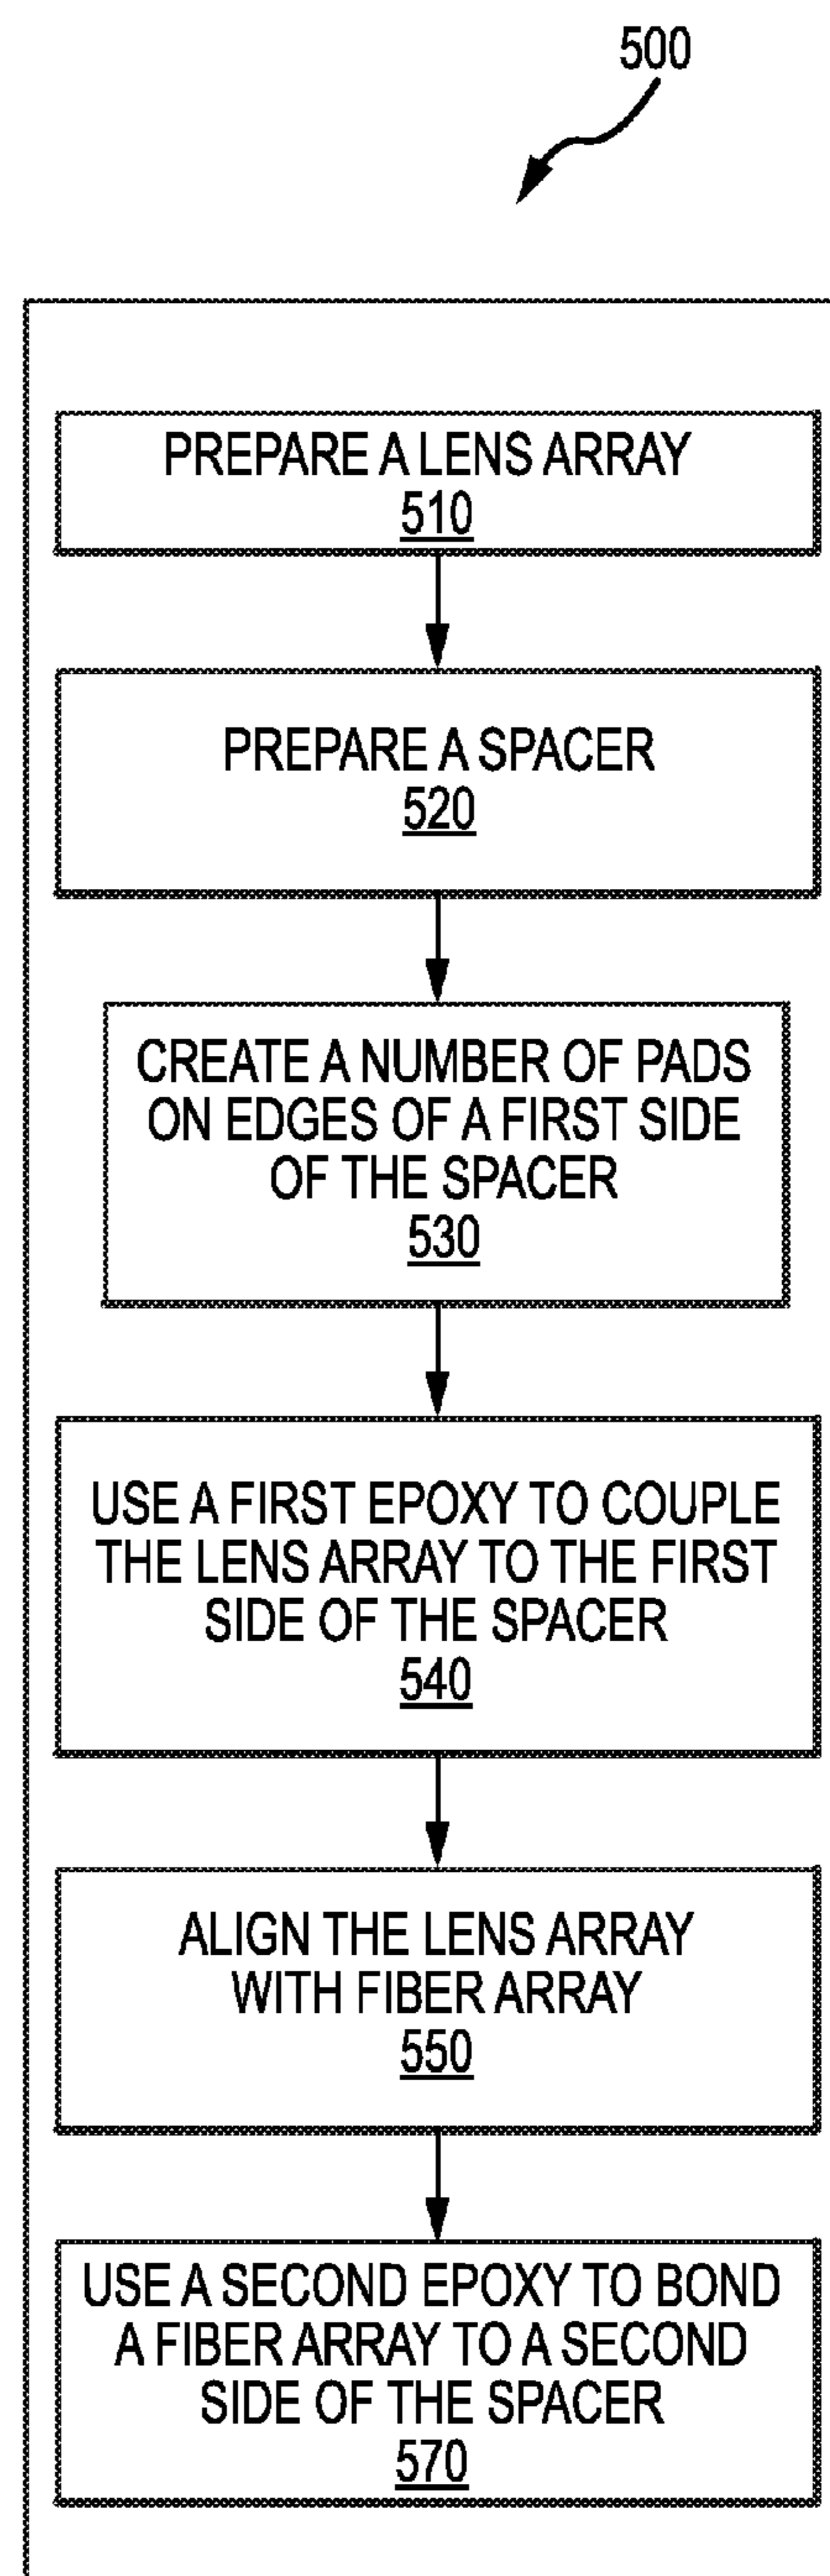 500
PREPARE A LENS ARRAY
510
PREPARE A SPACER
520
CREATE A NUMBER OF PADS
ON EDGES OF A FIRST SIDE
OF THE SPACER
530
USE A FIRST EPOXY TO COUPLE
THE LENS ARRAY TO THE FIRST
SIDE OF THE SPACER
540
ALIGN THE LENS ARRAY
WITH FIBER ARRAY
550
USE A SECOND EPOXY TO BOND
A FIBER ARRAY TO A SECOND
SIDE OF THE SPACER
570